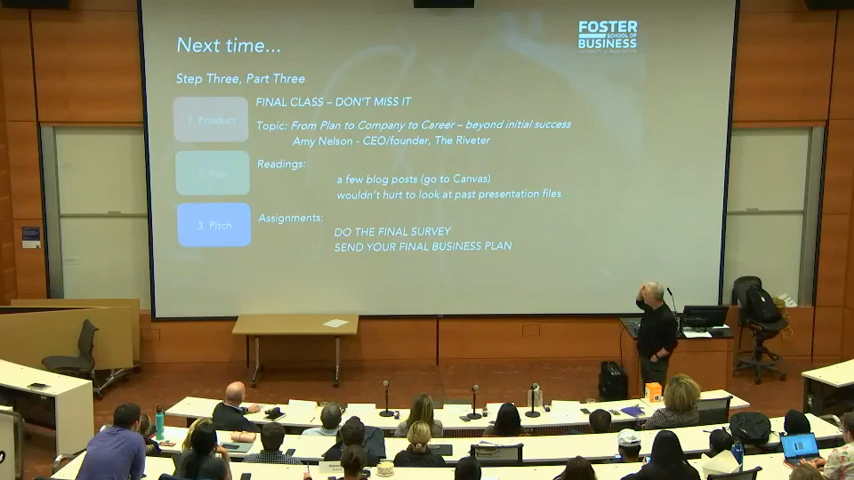 Next time...
FOSTER
SCHOOL OF
BUSINESS
UNIVERSITY OF WASHINGTON
Step Three, Part Three
FINAL CLASS – DON'T MISS IT
1. Product
Topic: From Plan to Company to Career – beyond initial success
Amy Nelson - CEO/founder, The Riveter
Readings:
a few blog posts (go to Canvas)
wouldn't hurt to look at past presentation files
3. Pitch
Assignments:
DO THE FINAL SURVEY
SEND YOUR FINAL BUSINESS PLAN